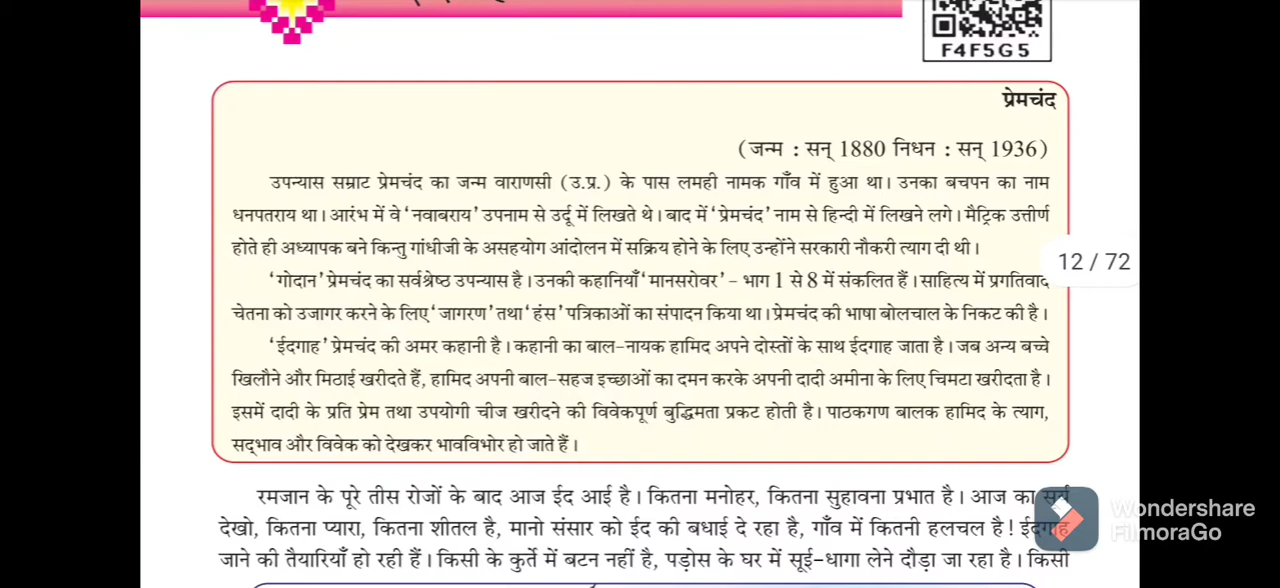 F4F5G5
प्रेमचंद
(जन्म : सन् 1880 निधन : सन् 1936)
उपन्यास सम्राट प्रेमचंद का जन्म वाराणसी (उ.प्र.) के पास लमही नामक गाँव में हुआ था। उनका बचपन का नाम
धनपतराय था। आरंभ में वे 'नवाबराय' उपनाम से उर्दू में लिखते थे। बाद में 'प्रेमचंद' नाम से हिन्दी में लिखने लगे। मैट्रिक उत्तीर्ण
होते ही अध्यापक बने किन्तु गांधीजी के असहयोग आंदोलन में सक्रिय होने के लिए उन्होंने सरकारी नौकरी त्याग दी थी।
12 / 72
'गोदान' प्रेमचंद का सर्वश्रेष्ठ उपन्यास है। उनकी कहानियाँ 'मानसरोवर' - भाग 1 से 8 में संकलित हैं। साहित्य में प्रगतिवाद
चेतना को उजागर करने के लिए 'जागरण' तथा 'हंस' पत्रिकाओं का संपादन किया था। प्रेमचंद की भाषा बोलचाल के निकट की है।
'ईदगाह' प्रेमचंद की अमर कहानी है। कहानी का बाल-नायक हामिद अपने दोस्तों के साथ ईदगाह जाता है। जब अन्य बच्चे
खिलौने और मिठाई खरीदते हैं, हामिद अपनी बाल-सहज इच्छाओं का दमन करके अपनी दादी अमीना के लिए चिमटा खरीदता है।
इसमें दादी के प्रति प्रेम तथा उपयोगी चीज खरीदने की विवेकपूर्ण बुद्धिमता प्रकट होती है। पाठकगण बालक हामिद के त्याग,
सद्भाव और विवेक को देखकर भावविभोर हो जाते हैं।
रमजान के पूरे तीस रोजों के बाद आज ईद आई है। कितना मनोहर, कितना सुहावना प्रभात है। आज का सूर्य
देखो, कितना प्यारा, कितना शीतल है, मानो संसार को ईद की बधाई दे रहा है, गाँव में कितनी हलचल है! ईदगाह
जाने की तैयारियाँ हो रही हैं। किसी के कुर्ते में बटन नहीं है, पड़ोस के घर में सूई-धागा लेने दौड़ा जा रहा है। किसी
Wondershare
FilmoraGo